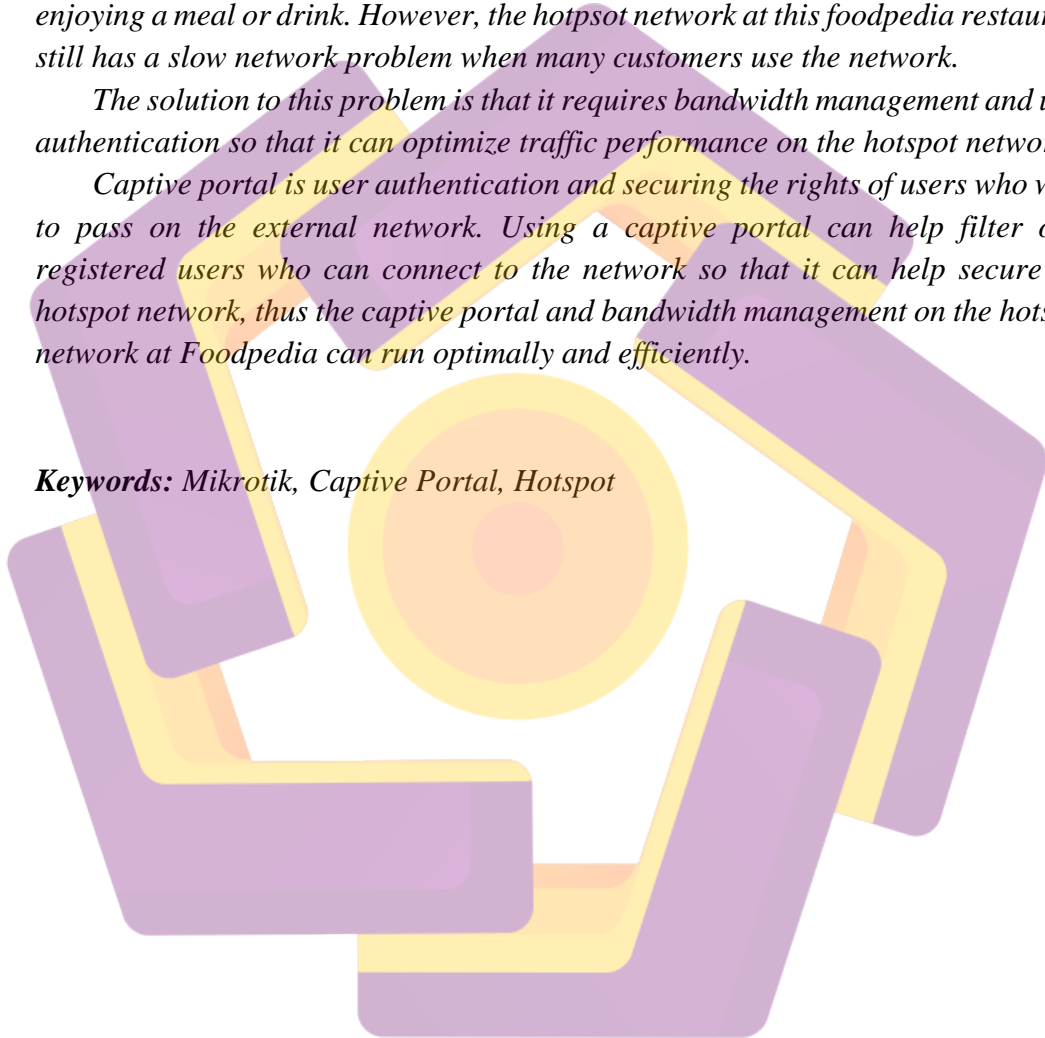 enjoying a meal or drink. However, the hotpsot network at this foodpedia restau
still has a slow network problem when many customers use the network.
The solution to this problem is that it requires bandwidth management and u
authentication so that it can optimize traffic performance on the hotspot networ
Captive portal is user authentication and securing the rights of users who w
to pass on the external network. Using a captive portal can help filter o
registered users who can connect to the network so that it can help secure
hotspot network, thus the captive portal and bandwidth management on the hots
network at Foodpedia can run optimally and efficiently.
Keywords: Mikrotik, Captive Portal, Hotspot